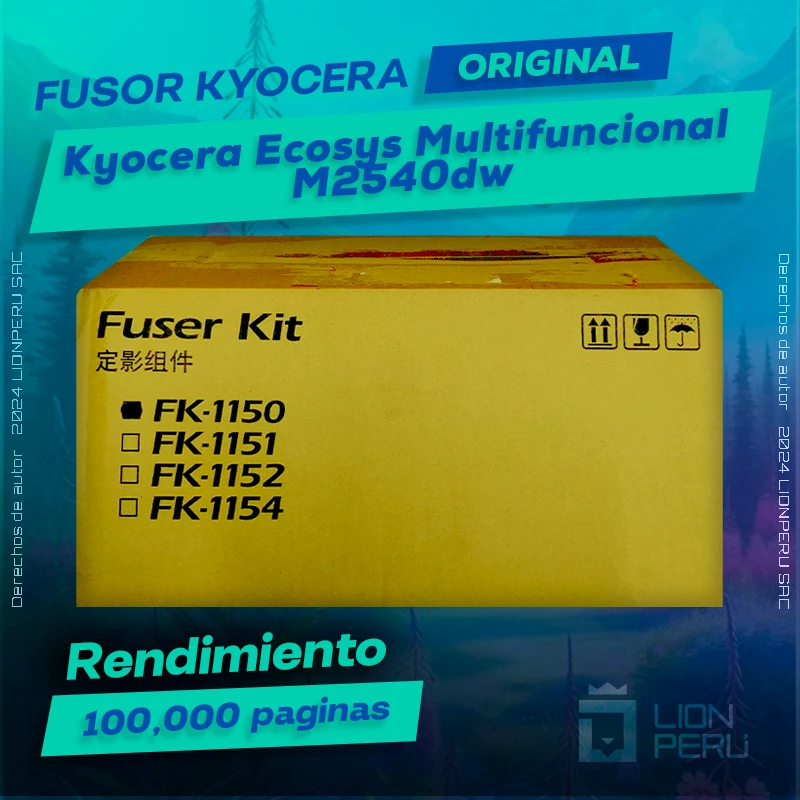 FUSOR KYOCERA ORIGINAL
Kyocera Ecosys Multifuncional
M2540dw
Fuser Kit
定影组件
FK-1150
FK-1151
FK-1152
FK-1154
Derechos de autor 2024 LIONPERU SAC
Derechos de autor 2024 LIONPERU SAC
Rendimiento
100,000 paginas
LION
PERÚ